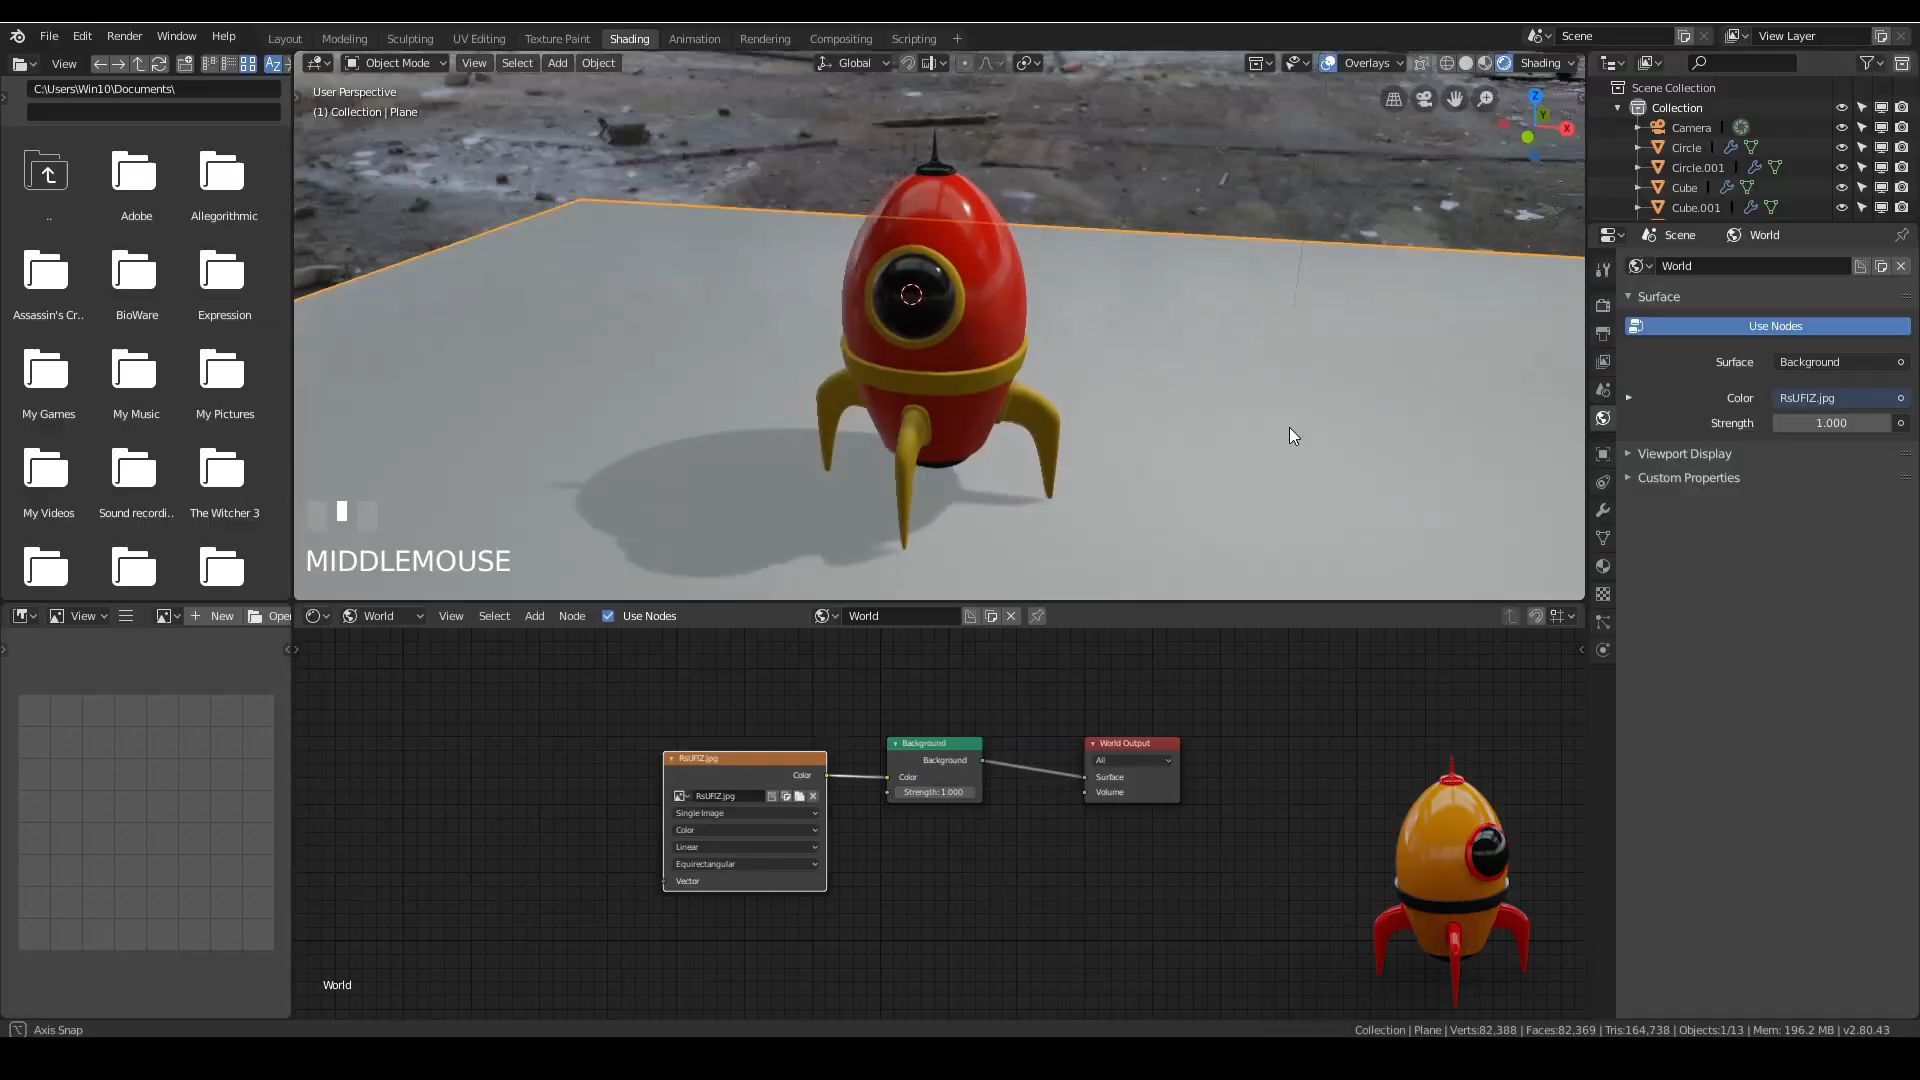 File Edit Render Window Help Layout Modeling Sculpting UV Editing Texture Paint Shading Animation Rendering Compositing Scripting + Scene View Layer
View
C:\Users\Win10\Documents\
..
Adobe
Allegorithmic
Assassin's Cr..
BioWare
Expression
My Games
My Music
My Pictures
My Videos
Sound recordi..
The Witcher 3
Object Mode View Select Add Object Global Overlays Shading
User Perspective
(1) Collection | Plane
Z
Y
X
MIDDLEMOUSE
Scene Collection
Collection
Camera
Circle
Circle.001
Cube
Cube.001
Scene World
World
Surface
Use Nodes
Surface Background
Color RsUFlZ.jpg
Strength 1.000
Viewport Display
Custom Properties
View New Open
World View Select Add Node Use Nodes World
RsUFlZ.jpg
Color
RsUFlZ.jpg
Single Image
Color
Linear
Equirectangular
Vector
Background
Background
Color
Strength: 1.000
World Output
All
Surface
Volume
World
Axis Snap
Collection | Plane | Verts:82,388 | Faces:82,369 | Tris:164,738 | Objects:1/13 | Mem: 196.2 MB | v2.80.43